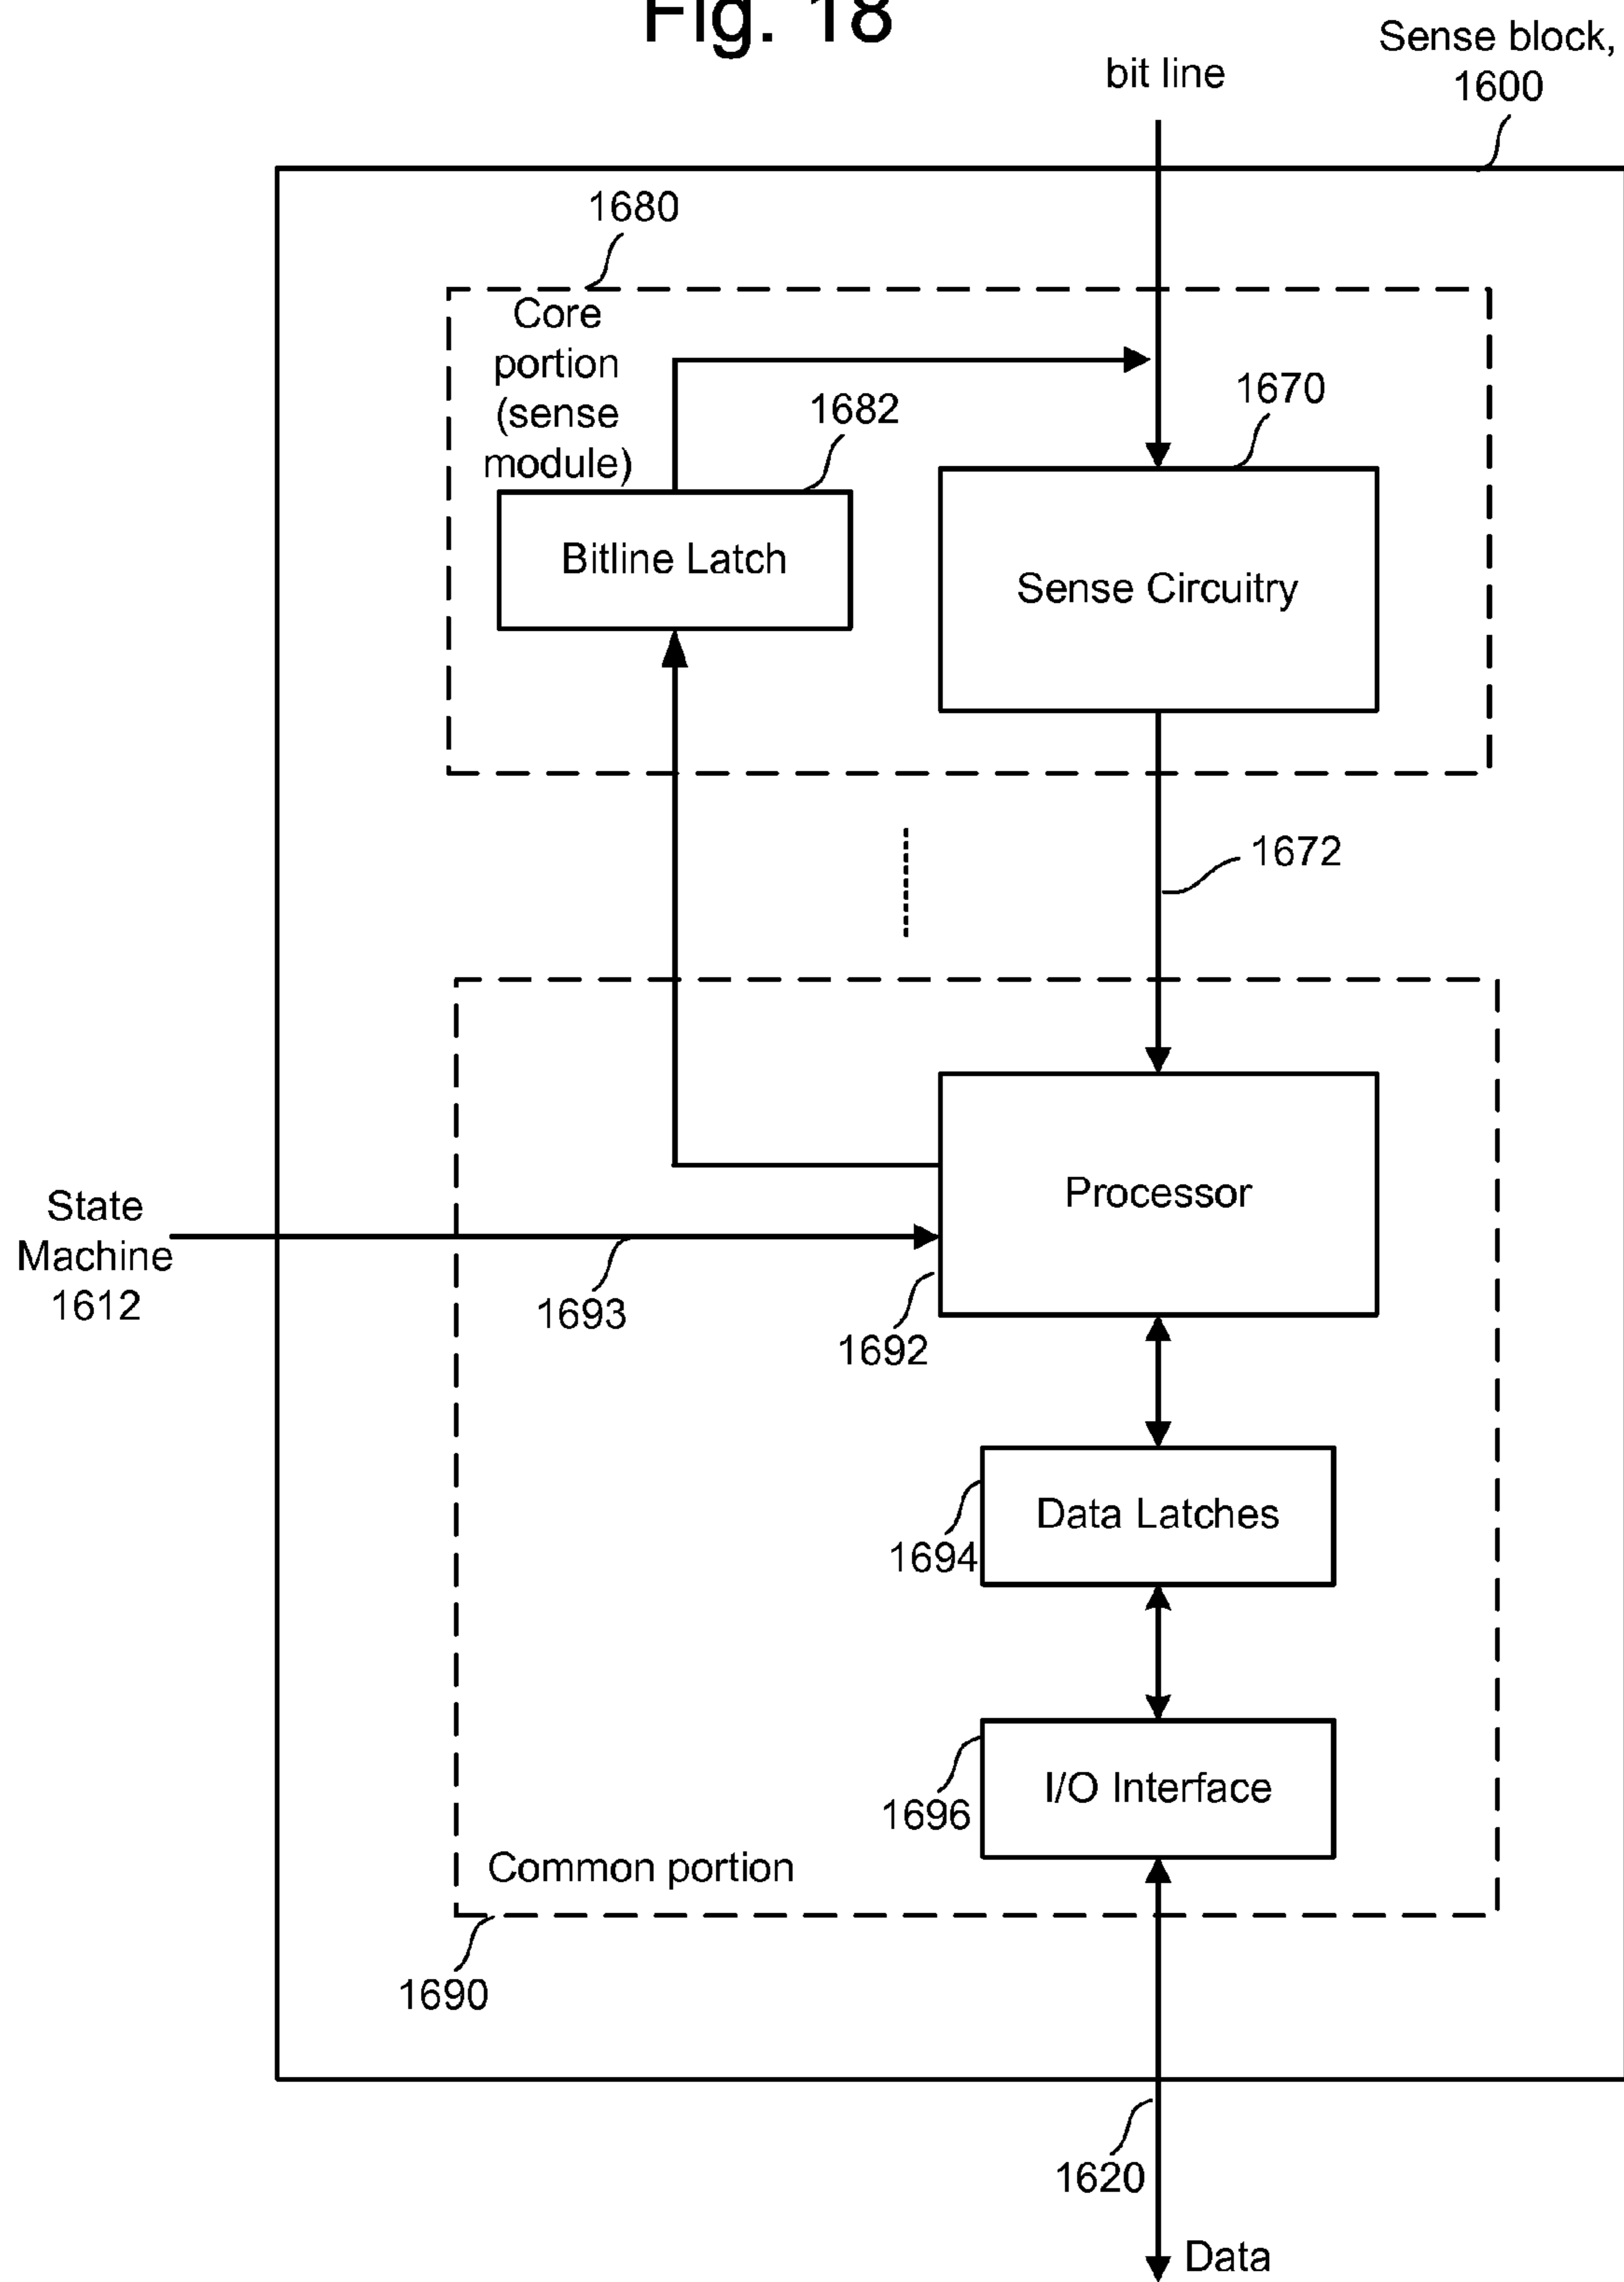 Fig. 18
Sense block,
1600
bit line
1680
Core
portion
(sense
module)
1682
1670
Bitline Latch
Sense Circuitry
1672
Processor
State
Machine
1612
1693
1692
Data Latches
1694
I/O Interface
1696
Common portion
1690
1620
Data